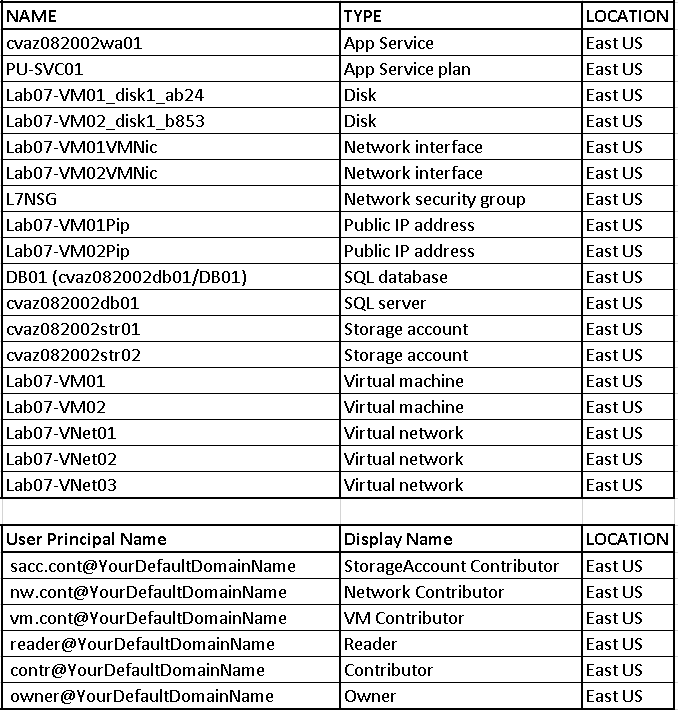 NAME TYPE LOCATION
cvaz082002wa01 App Service East US
PU-SVC01 App Service plan East US
Lab07-VM01_disk1_ab24 Disk East US
Lab07-VM02_disk1_b853 Disk East US
Lab07-VM01VMNic Network interface East US
Lab07-VM02VMNic Network interface East US
L7NSG Network security group East US
Lab07-VM01Pip Public IP address East US
Lab07-VM02Pip Public IP address East US
DB01 (cvaz082002db01/DB01) SQL database East US
cvaz082002db01 SQL server East US
cvaz082002str01 Storage account East US
cvaz082002str02 Storage account East US
Lab07-VM01 Virtual machine East US
Lab07-VM02 Virtual machine East US
Lab07-VNet01 Virtual network East US
Lab07-VNet02 Virtual network East US
Lab07-VNet03 Virtual network East US
User Principal Name Display Name LOCATION
sacc.cont@YourDefaultDomainName StorageAccount Contributor East US
nw.cont@YourDefaultDomainName Network Contributor East US
vm.cont@YourDefaultDomainName VM Contributor East US
reader@YourDefaultDomainName Reader East US
contr@YourDefaultDomainName Contributor East US
owner@YourDefaultDomainName Owner East US